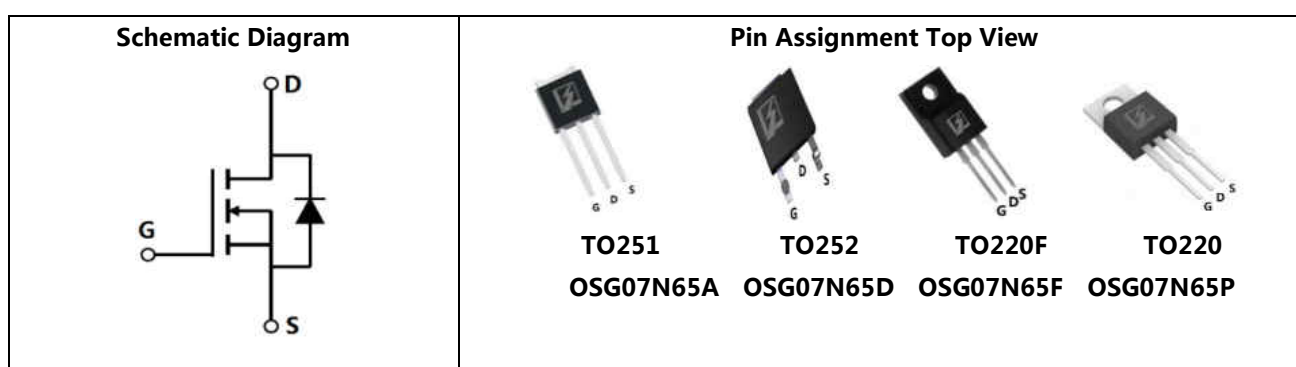 Schematic Diagram
D
G
S
Pin Assignment Top View
G D S
G D S
G D S
G D S
TO251 TO252 TO220F TO220
OSG07N65A OSG07N65D OSG07N65F OSG07N65P